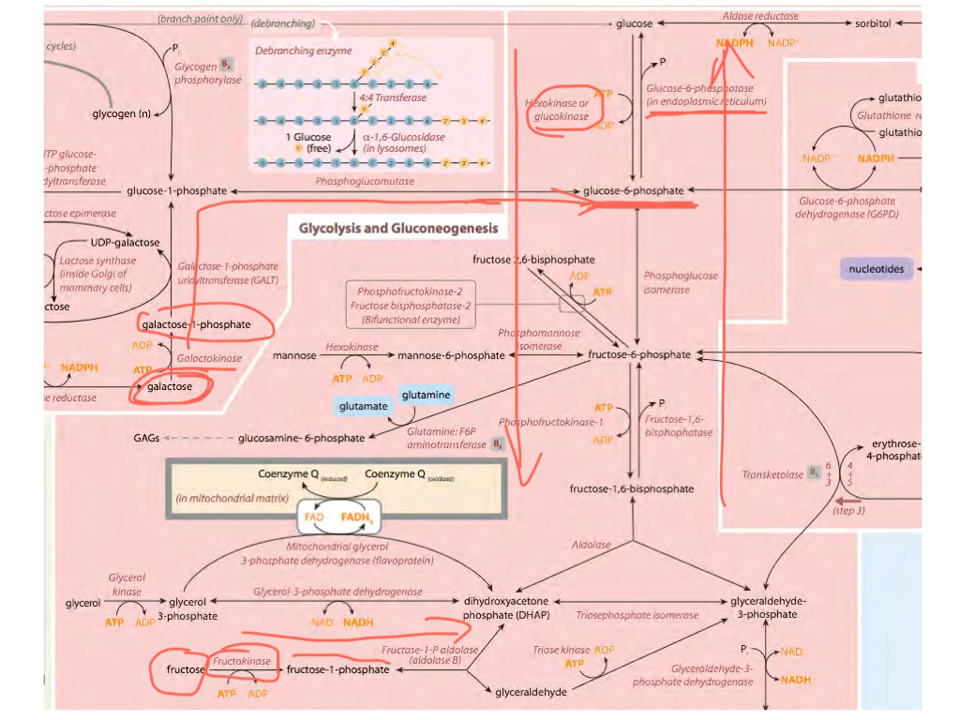 (branch point only)
(debranching)
glucose
Aldose reductase
sorbitol
NADPH
NADP⁺
cycles)
Pᵢ
Glycogen B₆
phosphorylase
glycogen (n)
Debranching enzyme
4:4 Transferase
1 Glucose
(free)
α-1,6-Glucosidase
(in lysosomes)
Hexokinase or
glucokinase
ATP
ADP
Pᵢ
Glucose-6-phosphatase
(in endoplasmic reticulum)
glutathio
Glutathione re
glutathio
NADP
NADPH
UTP glucose-
-phosphate
dyltransferase
glucose-1-phosphate
Phosphoglucomutase
glucose-6-phosphate
Glucose-6-phosphate
dehydrogenase (G6PD)
ctose epimerase
UDP-galactose
Lactose synthase
(inside Golgi of
mammary cells)
ctose
Galactose-1-phosphate
uridyltransferase (GALT)
Glycolysis and Gluconeogenesis
fructose 2,6-bisphosphate
ADP
ATP
Phosphofructokinase-2
Fructose bisphosphatase-2
(Bifunctional enzyme)
Phosphoglucose
isomerase
nucleotides
galactose-1-phosphate
ADP
ATP
Galactokinase
NADPH
galactose
se reductase
mannose
Hexokinase
ATP
ADP
mannose-6-phosphate
Phosphomannose
isomerase
fructose-6-phosphate
glutamate
glutamine
GAGs
glucosamine- 6-phosphate
Glutamine: F6P
aminotransferase B₆
Phosphofructokinase-1
ATP
ADP
Pᵢ
Fructose-1,6-
bisphophatase
fructose-1,6-bisphosphate
Transketolase B₁
6
+
3
4
+
5
erythrose-
4-phosphat
(step 3)
Coenzyme Q (reduced)
Coenzyme Q (oxidized)
(in mitochondrial matrix)
FAD
FADH₂
Mitochondrial glycerol
3-phosphate dehydrogenase (flavoprotein)
Aldolase
glycerol
Glycerol
kinase
ATP
ADP
glycerol
3-phosphate
Glycerol-3-phosphate dehydrogenase
NAD
NADH
dihydroxyacetone
phosphate (DHAP)
Triosephosphate isomerase
glyceraldehyde-
3-phosphate
fructose
Fructokinase
ATP
ADP
fructose-1-phosphate
Fructose-1-P aldolase
(aldolase B)
glyceraldehyde
Triose kinase
ATP
ADP
Pᵢ
NAD
NADH
Glyceraldehyde-3-
phosphate dehydrogenase